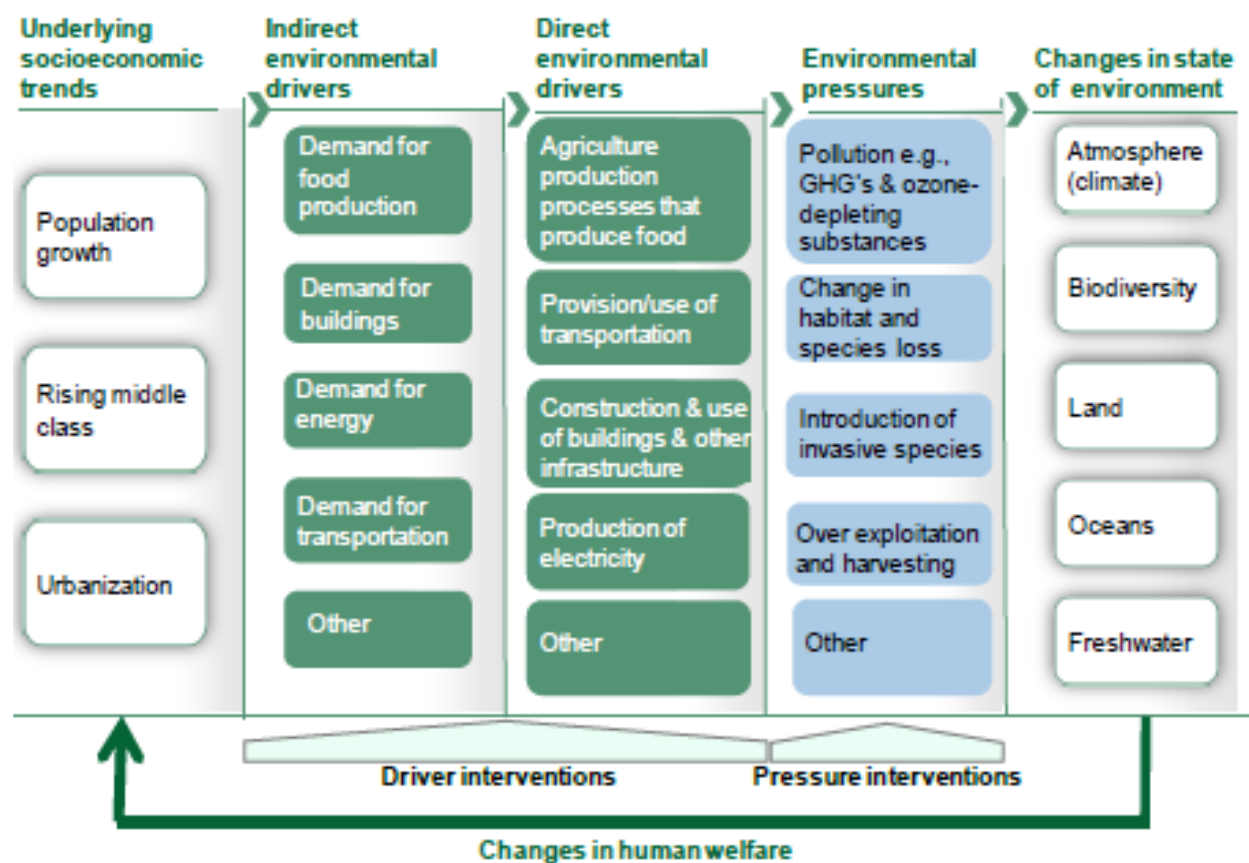 Underlying
socioeconomic
trends
Indirect
environmental
drivers
Direct
environmental
drivers
Environmental
pressures
Changes in state
of environment
Population
growth
Rising middle
class
Urbanization
Demand for
food
production
Demand for
buildings
Demand for
energy
Demand for
transportation
Other
Agriculture
production
processes that
produce food
Provision/use of
transportation
Construction & use
of buildings & other
infrastructure
Production of
electricity
Other
Pollution e.g.,
GHG's & ozone-
depleting
substances
Change in
habitat and
species loss
Introduction of
invasive species
Over exploitation
and harvesting
Other
Atmosphere
(climate)
Biodiversity
Land
Oceans
Freshwater
Driver interventions
Pressure interventions
Changes in human welfare